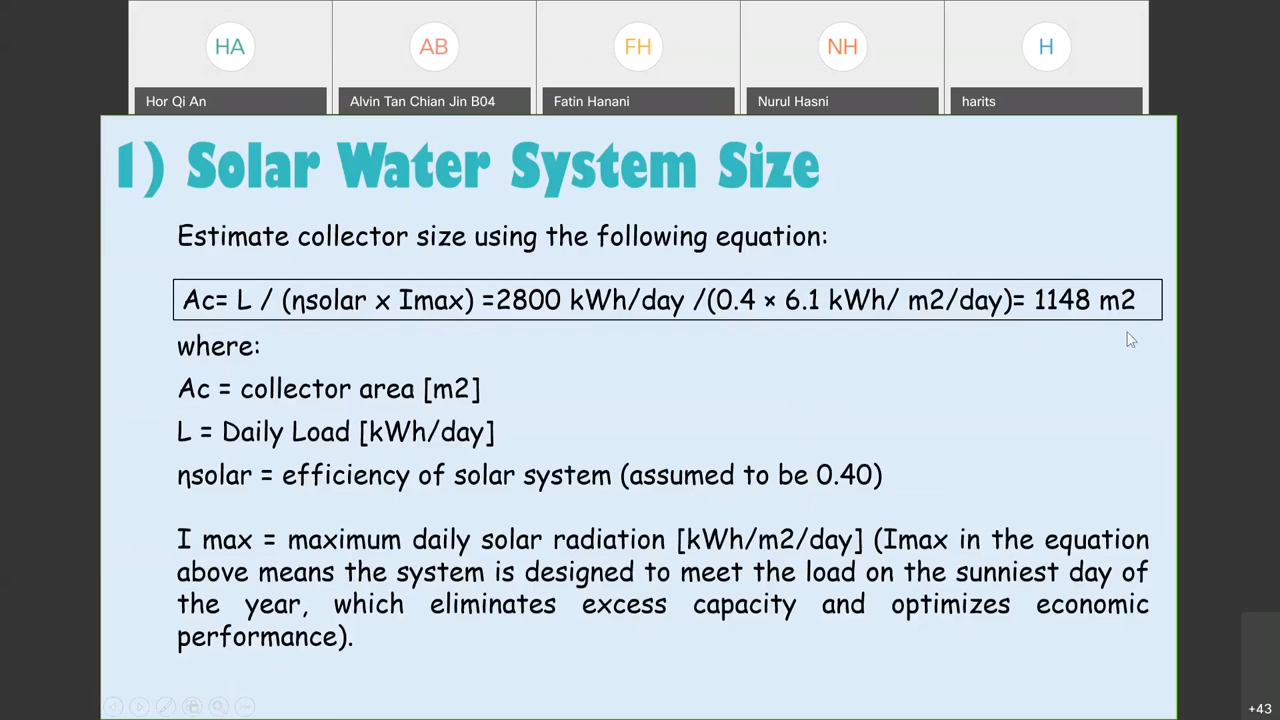 HA AB FH NH H
Hor Qi An Alvin Tan Chian Jin B04 Fatin Hanani Nurul Hasni harits
1) Solar Water System Size
Estimate collector size using the following equation:
Ac= L / (ηsolar x Imax) =2800 kWh/day /(0.4 × 6.1 kWh/ m2/day)= 1148 m2
where:
Ac = collector area [m2]
L = Daily Load [kWh/day]
ηsolar = efficiency of solar system (assumed to be 0.40)
I max = maximum daily solar radiation [kWh/m2/day] (Imax in the equation
above means the system is designed to meet the load on the sunniest day of
the year, which eliminates excess capacity and optimizes economic
performance).
+43